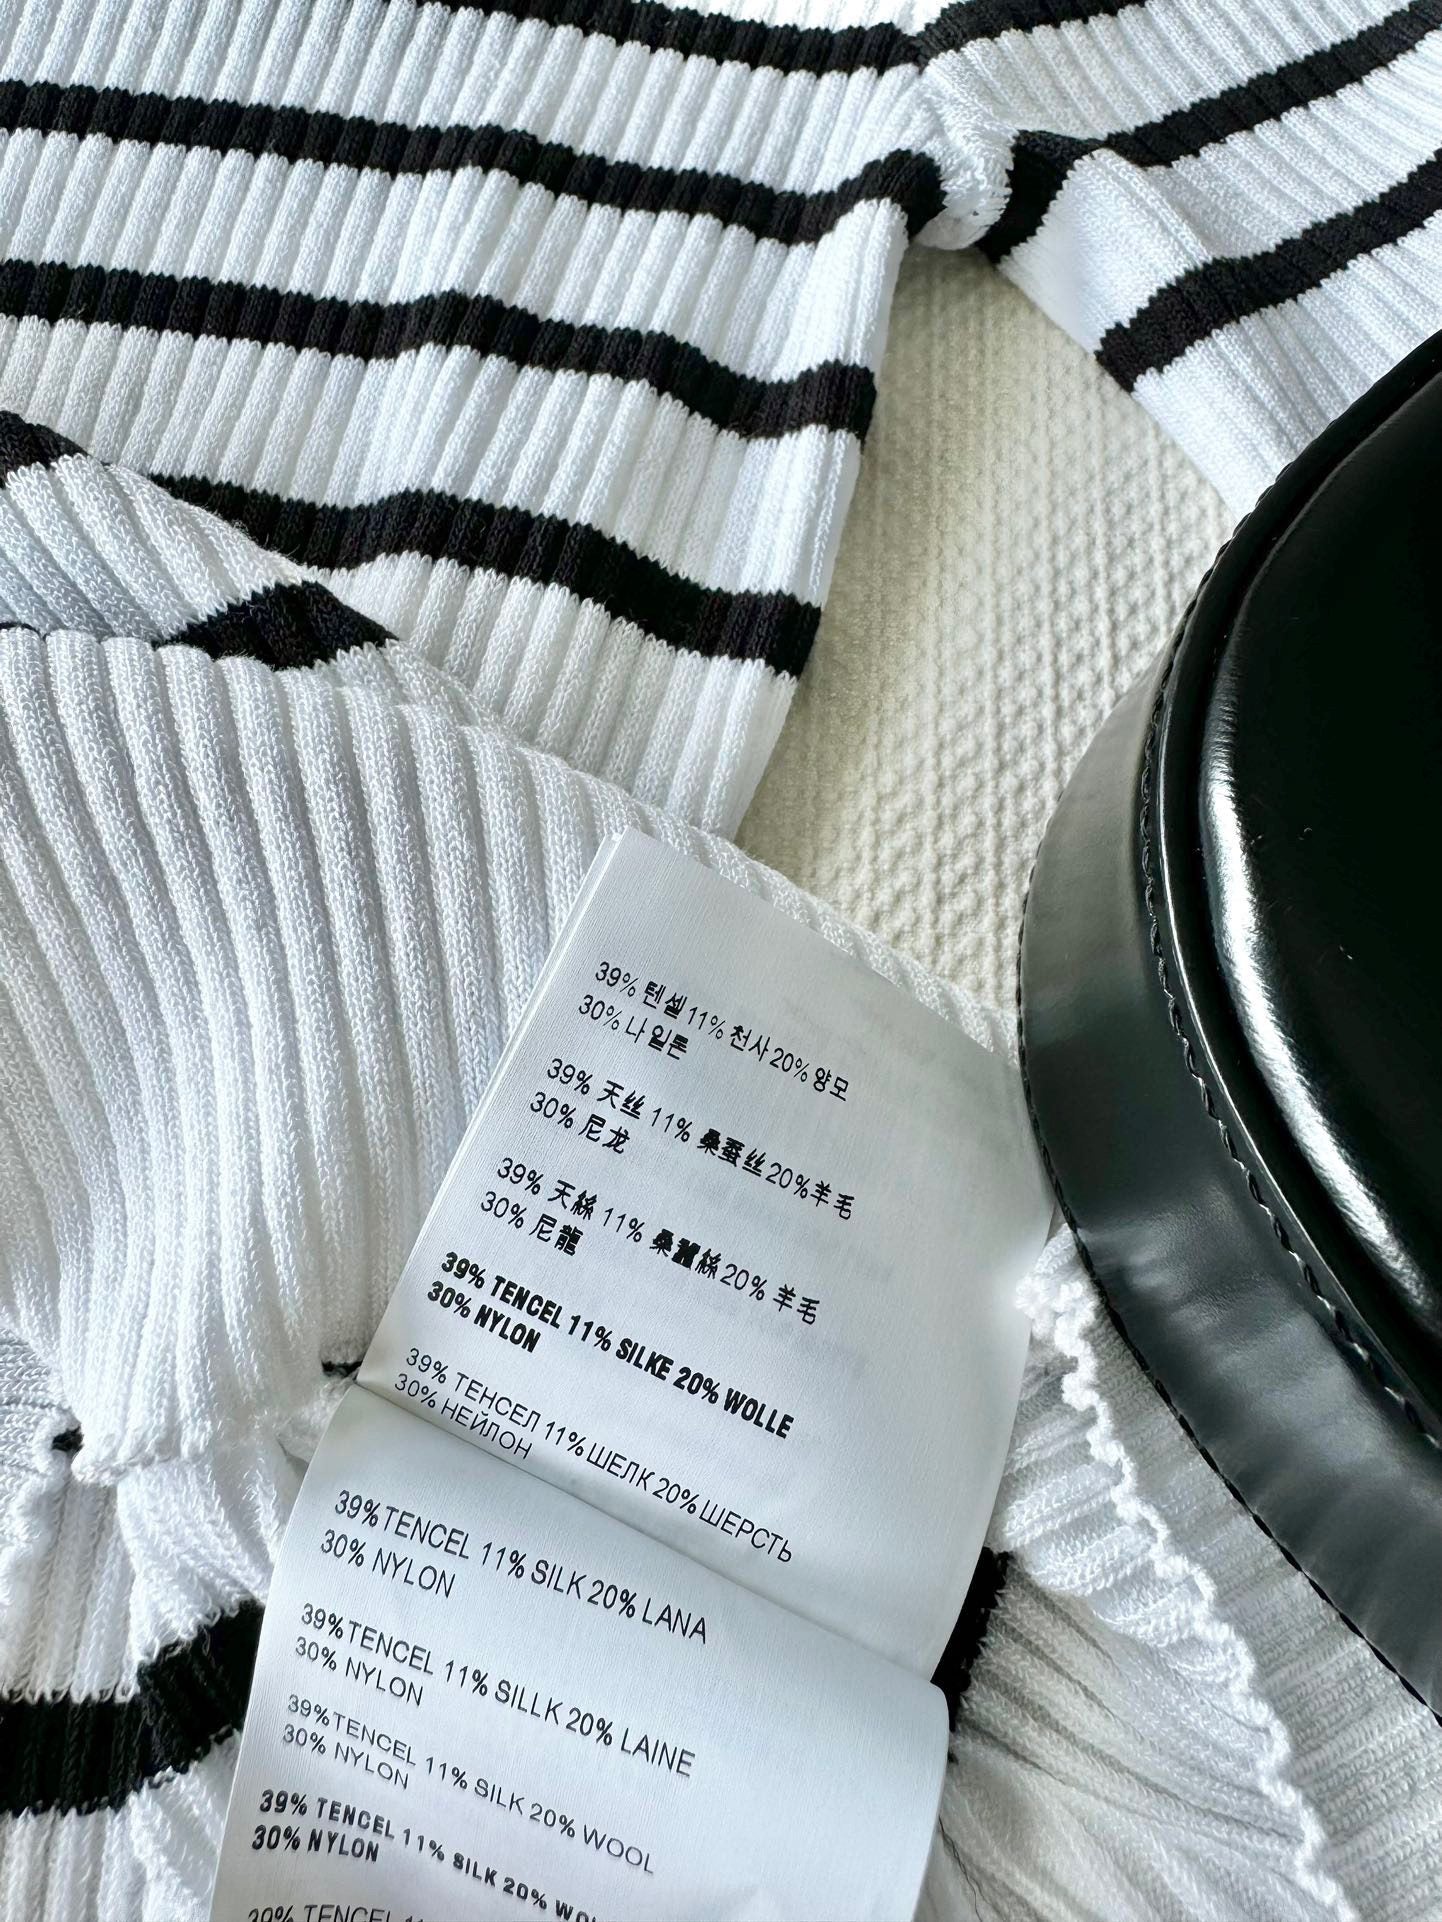 39% 텐셀 11% 천사 20% 양모
30% 나일론
39% 天丝 11% 桑蚕丝 20% 羊毛
30% 尼龙
39% 天絲 11% 桑蠶絲 20% 羊毛
30% 尼龍
39% TENCEL 11% SILKE 20% WOLLE
30% NYLON
39% ТЕНСЕЛ 11% ШЕЛК 20% ШЕРСТЬ
30% НЕЙЛОН
39% TENCEL 11% SILK 20% LANA
30% NYLON
39% TENCEL 11% SILLK 20% LAINE
30% NYLON
39% TENCEL 11% SILK 20% WOOL
30% NYLON
39% TENCEL 11% SILK 20%
30% NYLON
39% TENCEL